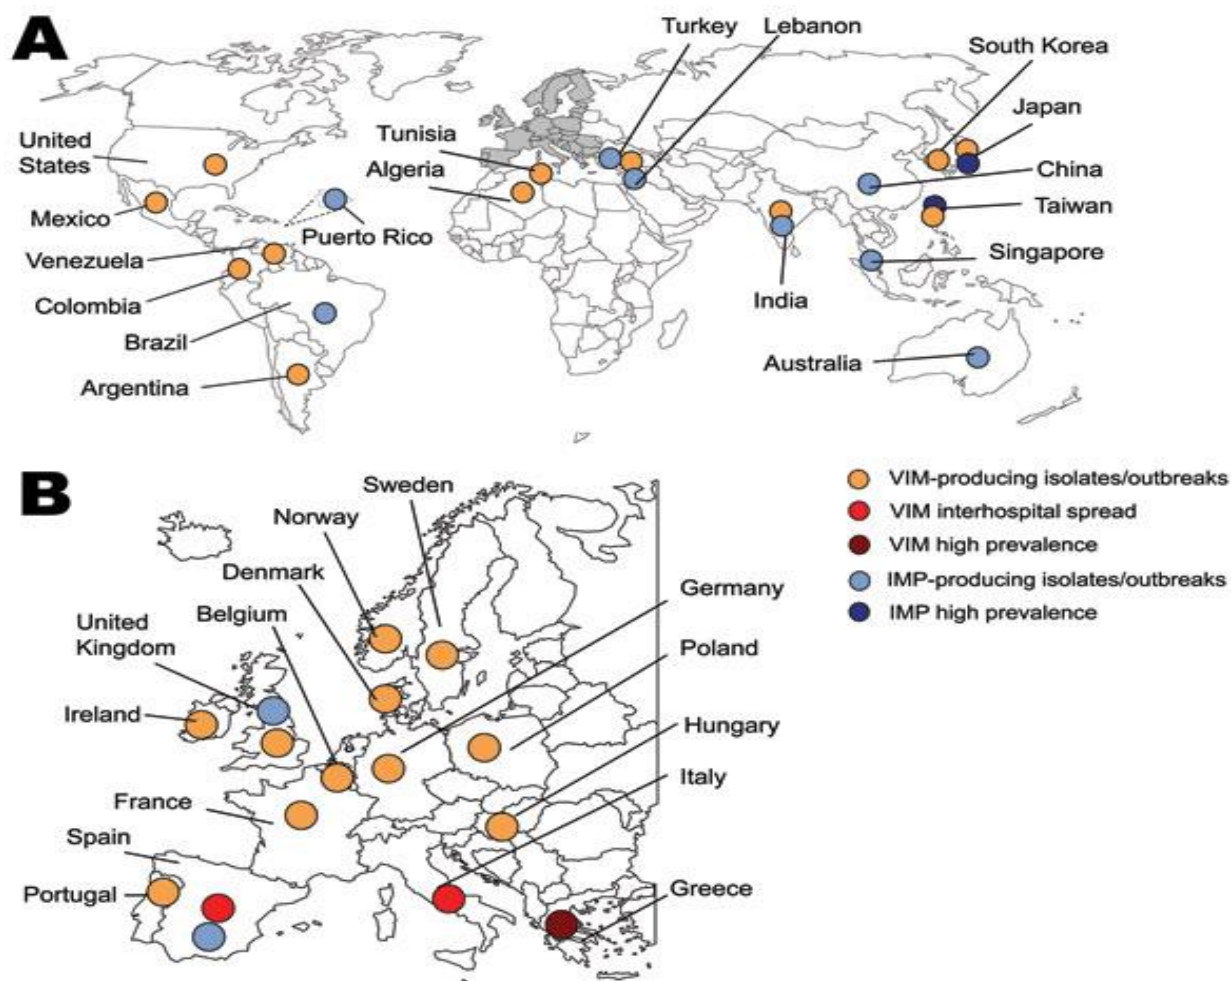 A
Turkey
Lebanon
South Korea
Japan
Tunisia
Algeria
United
States
China
Mexico
Puerto Rico
Taiwan
Venezuela
Singapore
Colombia
India
Brazil
Australia
Argentina
B
Sweden
Norway
Denmark
Belgium
United
Kingdom
Ireland
France
Spain
Portugal
Germany
Poland
Hungary
Italy
Greece
VIM-producing isolates/outbreaks
VIM interhospital spread
VIM high prevalence
IMP-producing isolates/outbreaks
IMP high prevalence